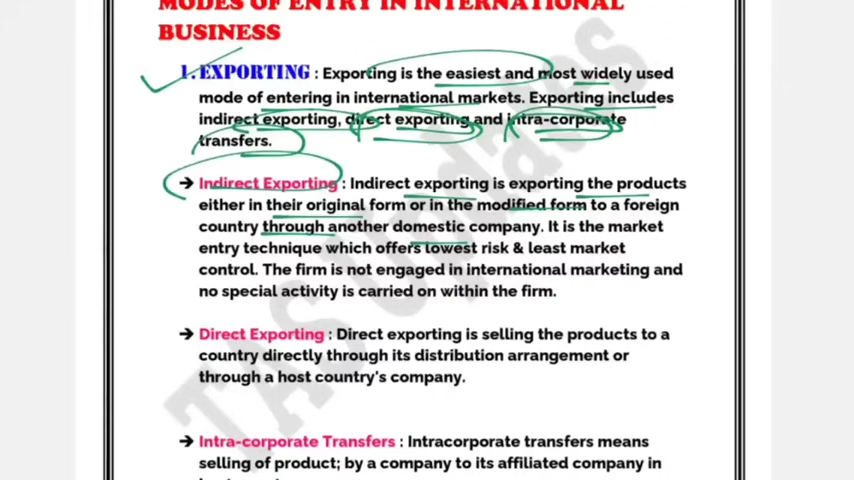 MODES OF ENTRY IN INTERNATIONAL
BUSINESS
1. EXPORTING : Exporting is the easiest and most widely used
mode of entering in international markets. Exporting includes
indirect exporting, direct exporting and intra-corporate
transfers.
→ Indirect Exporting : Indirect exporting is exporting the products
either in their original form or in the modified form to a foreign
country through another domestic company. It is the market
entry technique which offers lowest risk & least market
control. The firm is not engaged in international marketing and
no special activity is carried on within the firm.
→ Direct Exporting : Direct exporting is selling the products to a
country directly through its distribution arrangement or
through a host country's company.
→ Intra-corporate Transfers : Intracorporate transfers means
selling of product; by a company to its affiliated company in
TAS Updates